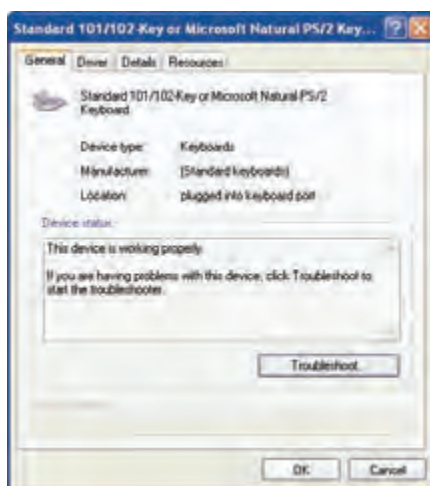 Standard 101/102-Key or Microsoft Natural PS/2 Key...
General Driver Details Resources
Standard 101/102-Key or Microsoft Natural PS/2
Keyboard
Device type: Keyboards
Manufacturer: (Standard keyboards)
Location: plugged into keyboard port
Device status
This device is working properly.
If you are having problems with this device, click Troubleshoot to
start the troubleshooter.
Troubleshoot...
OK Cancel